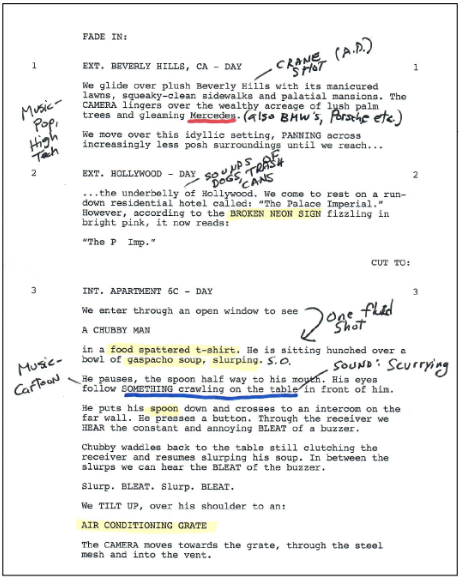 FADE IN:
CRANE SHOT (A.D.)
1 EXT. BEVERLY HILLS, CA - DAY 1
We glide over plush Beverly Hills with its manicured
lawns, squeaky-clean sidewalks and palatial mansions. The
CAMERA lingers over the wealthy acreage of lush palm
trees and gleaming Mercedes. (also BMW's, Porsche etc.)
Music-
Pop,
High
Tech
We move over this idyllic setting, PANNING across
increasingly less posh surroundings until we reach...
2 EXT. HOLLYWOOD - DAY 2
SOUNDS OF
DOGS, TRASH
CANS
...the underbelly of Hollywood. We come to rest on a run-
down residential hotel called: "The Palace Imperial."
However, according to the BROKEN NEON SIGN fizzling in
bright pink, it now reads:
"The P Imp."
CUT TO:
3 INT. APARTMENT 6C - DAY 3
We enter through an open window to see
One fluid
shot
A CHUBBY MAN
in a food spattered t-shirt. He is sitting hunched over a
bowl of gaspacho soup, slurping. S.O.
Music-
Cartoon
SOUND: Scurrying
He pauses, the spoon half way to his mouth. His eyes
follow SOMETHIING crawling on the table in front of him.
He puts his spoon down and crosses to an intercom on the
far wall. He presses a button. Through the receiver we
HEAR the constant and annoying BLEAT of a buzzer.
Chubby waddles back to the table still clutching the
receiver and resumes slurping his soup. In between the
slurps we can hear the BLEAT of the buzzer.
Slurp. BLEAT. Slurp. BLEAT.
We TILT UP, over his shoulder to an:
AIR CONDITIONING GRATE
The CAMERA moves towards the grate, through the steel
mesh and into the vent.